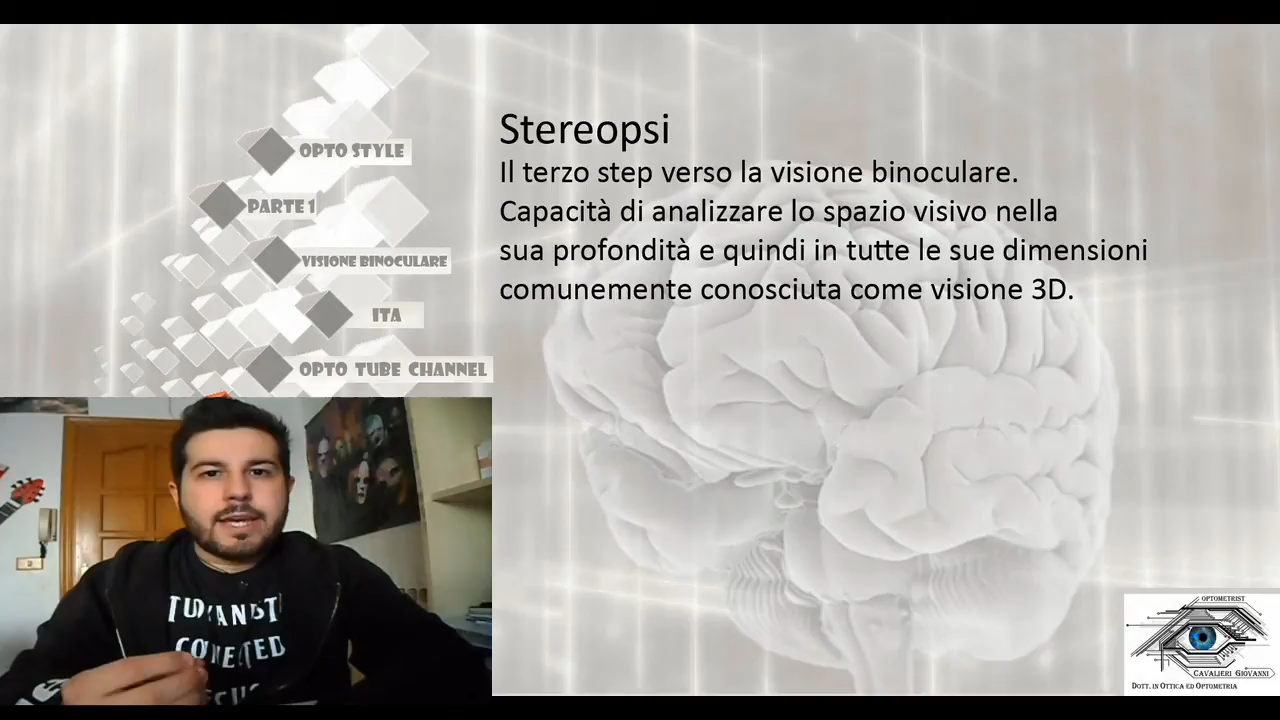 OPTO STYLE
PARTE 1
VISIONE BINOCULARE
ITA
OPTO TUBE CHANNEL
Stereopsi
Il terzo step verso la visione binoculare.
Capacità di analizzare lo spazio visivo nella
sua profondità e quindi in tutte le sue dimensioni
comunemente conosciuta come visione 3D.
OPTOMETRIST
CAVALIERI GIOVANNI
DOTT. IN OTTICA ED OPTOMETRIA